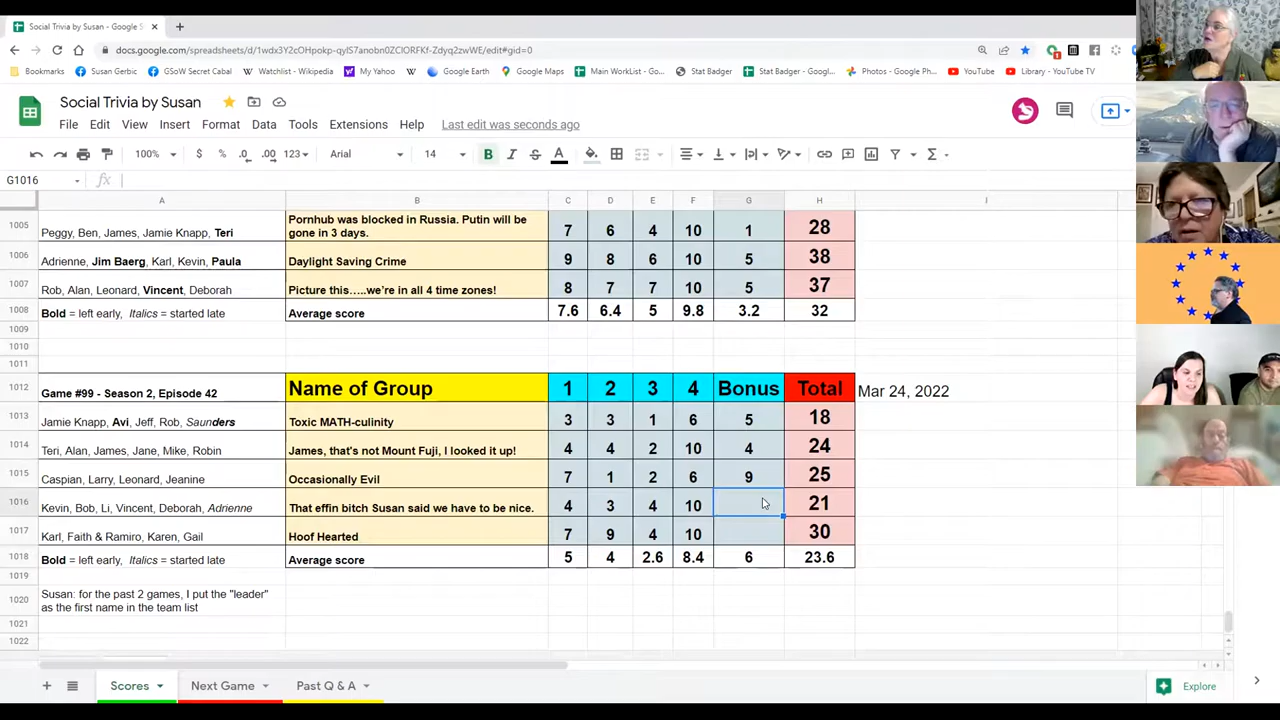 Social Trivia by Susan - Google S
docs.google.com/spreadsheets/d/1wdx3Y2cOHpokp-qyIS7anobn0ZCIORFKf-Zdyq2zwWE/edit#gid=0
Bookmarks Susan Gerbic GSoW Secret Cabal Watchlist - Wikipedia My Yahoo Google Earth Google Maps Main WorkList - Go... Stat Badger Stat Badger - Googl... Photos - Google Ph... YouTube Library - YouTube TV
Social Trivia by Susan
File Edit View Insert Format Data Tools Extensions Help Last edit was seconds ago
100% $ % .0 .00 123 Arial 14 B I S A
G1016 fx
A B C D E F G H I
1005 Peggy, Ben, James, Jamie Knapp, Teri Pornhub was blocked in Russia. Putin will be gone in 3 days. 7 6 4 10 1 28
1006 Adrienne, Jim Baerg, Karl, Kevin, Paula Daylight Saving Crime 9 8 6 10 5 38
1007 Rob, Alan, Leonard, Vincent, Deborah Picture this.....we're in all 4 time zones! 8 7 7 10 5 37
1008 Bold = left early, Italics = started late Average score 7.6 6.4 5 9.8 3.2 32
1009
1010
1011
1012 Game #99 - Season 2, Episode 42 Name of Group 1 2 3 4 Bonus Total Mar 24, 2022
1013 Jamie Knapp, Avi, Jeff, Rob, Saunders Toxic MATH-culinity 3 3 1 6 5 18
1014 Teri, Alan, James, Jane, Mike, Robin James, that's not Mount Fuji, I looked it up! 4 4 2 10 4 24
1015 Caspian, Larry, Leonard, Jeanine Occasionally Evil 7 1 2 6 9 25
1016 Kevin, Bob, Li, Vincent, Deborah, Adrienne That effin bitch Susan said we have to be nice. 4 3 4 10 21
1017 Karl, Faith & Ramiro, Karen, Gail Hoof Hearted 7 9 4 10 30
1018 Bold = left early, Italics = started late Average score 5 4 2.6 8.4 6 23.6
1019
1020 Susan: for the past 2 games, I put the "leader" as the first name in the team list
1021
1022
Scores Next Game Past Q & A Explore